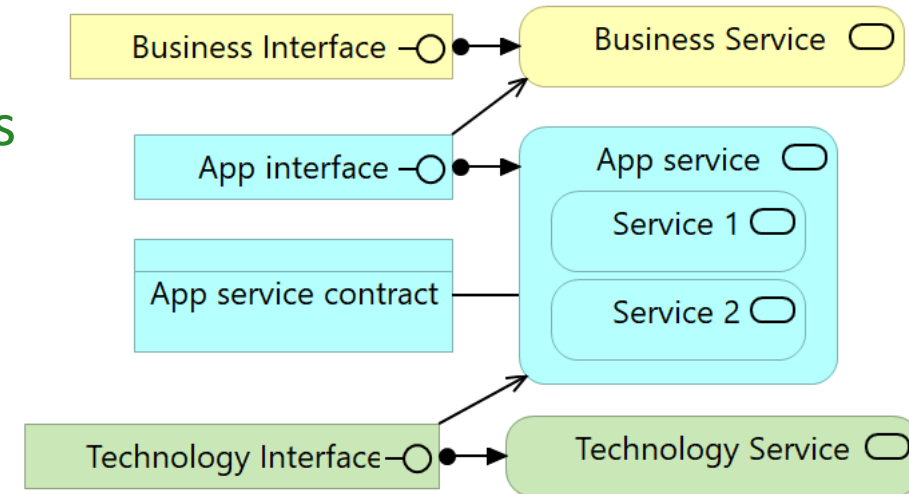 Business Interface
Business Service
s
App interface
App service
Service 1
App service contract
Service 2
Technology Interface
Technology Service